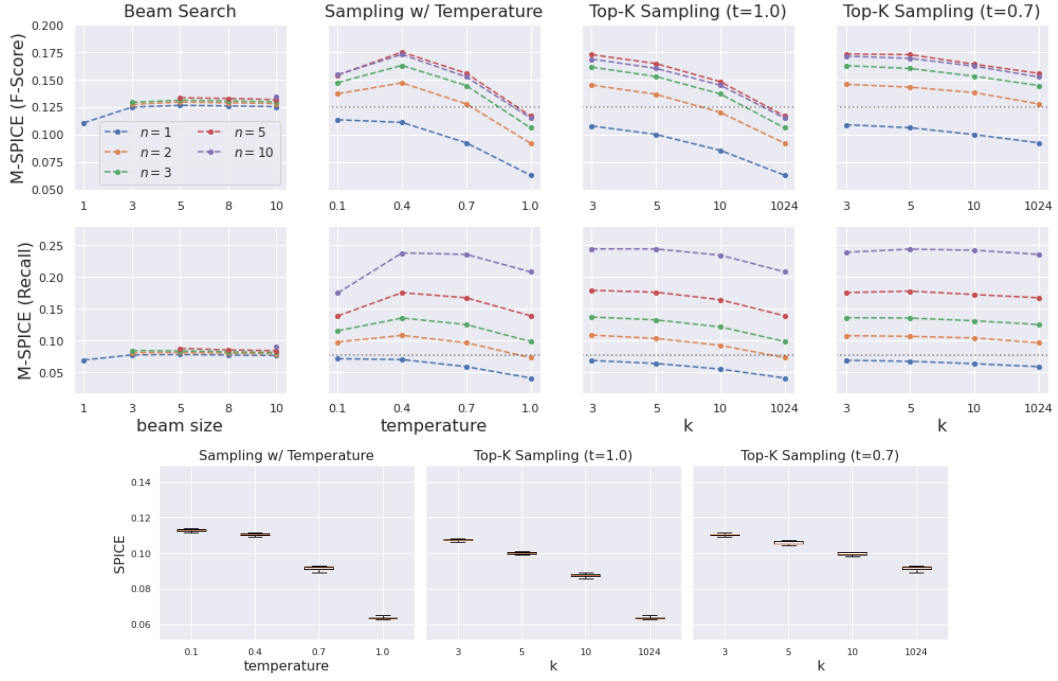 Beam Search
Sampling w/ Temperature
Top-K Sampling (t=1.0)
Top-K Sampling (t=0.7)
M-SPICE (F-Score)
0.200
0.175
0.150
0.125
0.100
0.075
0.050
n = 1
n = 2
n = 3
n = 5
n = 10
1 3 5 8 10
0.1 0.4 0.7 1.0
3 5 10 1024
3 5 10 1024
M-SPICE (Recall)
0.25
0.20
0.15
0.10
0.05
1 3 5 8 10
0.1 0.4 0.7 1.0
3 5 10 1024
3 5 10 1024
beam size
temperature
k
k
Sampling w/ Temperature
Top-K Sampling (t=1.0)
Top-K Sampling (t=0.7)
SPICE
0.14
0.12
0.10
0.08
0.06
0.1 0.4 0.7 1.0
3 5 10 1024
3 5 10 1024
temperature
k
k